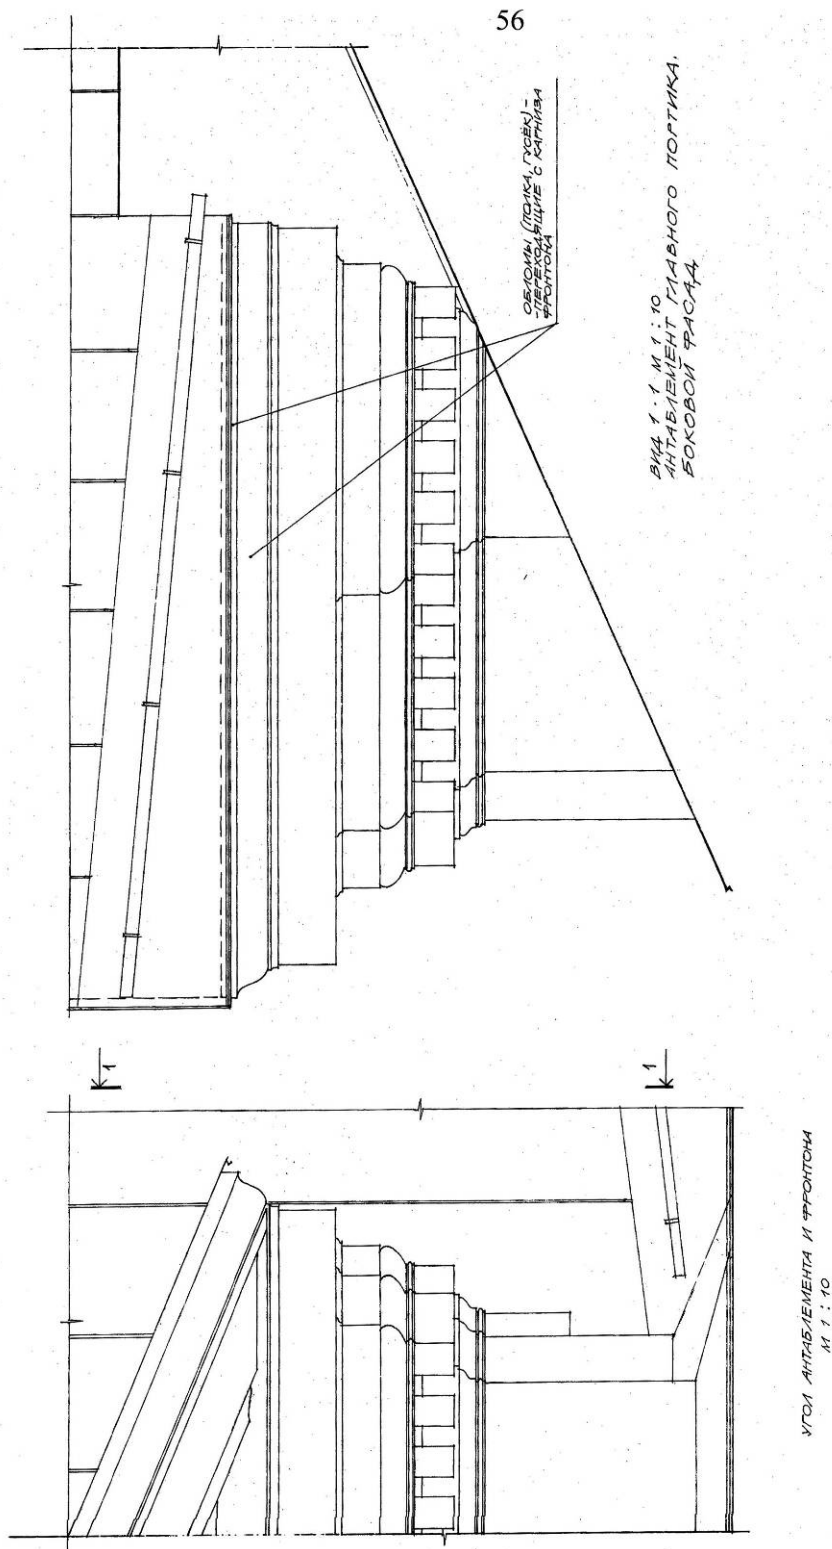 56
ОБЛОМЫ (ПОЛКА, ГУСЁК) -
-ПЕРЕХОДЯЩИЕ С КАРНИЗА
ФРОНТОНА
ВИД 1-1 М 1:10
АНТАБЛЕМЕНТ ГЛАВНОГО ПОРТИКА.
БОКОВОЙ ФАСАД.
1
1
УГОЛ АНТАБЛЕМЕНТА И ФРОНТОНА
М 1:10